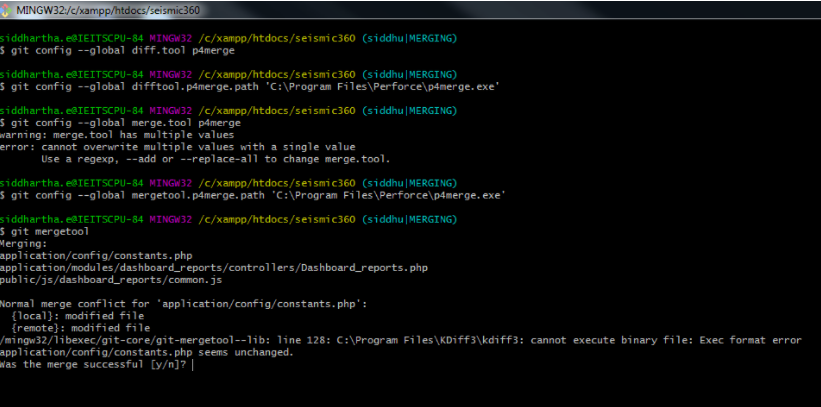 MINGW32:/c/xampp/htdocs/seismic360
siddhartha.e@IEITSCPU-84 MINGW32 /c/xampp/htdocs/seismic360 (siddhu|MERGING)
$ git config --global diff.tool p4merge
siddhartha.e@IEITSCPU-84 MINGW32 /c/xampp/htdocs/seismic360 (siddhu|MERGING)
$ git config --global difftool.p4merge.path 'C:\Program Files\Perforce\p4merge.exe'
siddhartha.e@IEITSCPU-84 MINGW32 /c/xampp/htdocs/seismic360 (siddhu|MERGING)
$ git config --global merge.tool p4merge
warning: merge.tool has multiple values
error: cannot overwrite multiple values with a single value
Use a regexp, --add or --replace-all to change merge.tool.
siddhartha.e@IEITSCPU-84 MINGW32 /c/xampp/htdocs/seismic360 (siddhu|MERGING)
$ git config --global mergetool.p4merge.path 'C:\Program Files\Perforce\p4merge.exe'
siddhartha.e@IEITSCPU-84 MINGW32 /c/xampp/htdocs/seismic360 (siddhu|MERGING)
$ git mergetool
Merging:
application/config/constants.php
application/modules/dashboard_reports/controllers/Dashboard_reports.php
public/js/dashboard_reports/common.js
Normal merge conflict for 'application/config/constants.php':
{local}: modified file
{remote}: modified file
/mingw32/libexec/git-core/git-mergetool--lib: line 128: C:\Program Files\KDiff3\kdiff3: cannot execute binary file: Exec format error
application/config/constants.php seems unchanged.
Was the merge successful [y/n]?